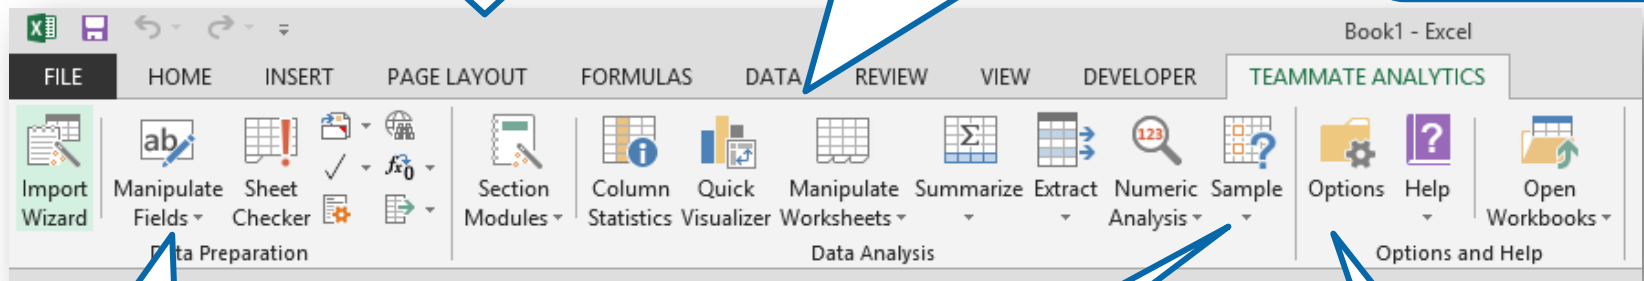 Book1 - Excel
FILE HOME INSERT PAGE LAYOUT FORMULAS DATA REVIEW VIEW DEVELOPER TEAMMATE ANALYTICS
Import Wizard
Manipulate Fields
Sheet Checker
Section Modules
Column Statistics
Quick Visualizer
Manipulate Worksheets
Summarize
Extract
123
Numeric Analysis
Sample
Options
Help
Open Workbooks
Data Preparation
Data Analysis
Options and Help